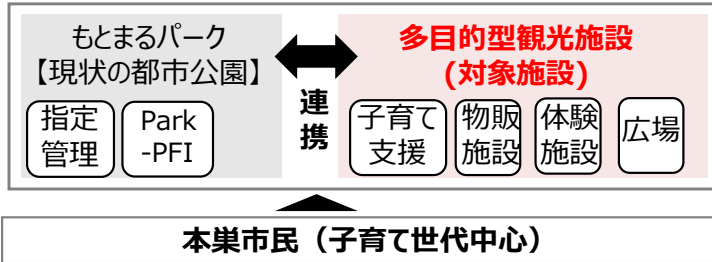 もとまるパーク
【現状の都市公園】
指定
管理
Park
-PFI
連
携
多目的型観光施設
(対象施設)
子育て
支援
物販
施設
体験
施設
広場
本巣市民（子育て世代中心）